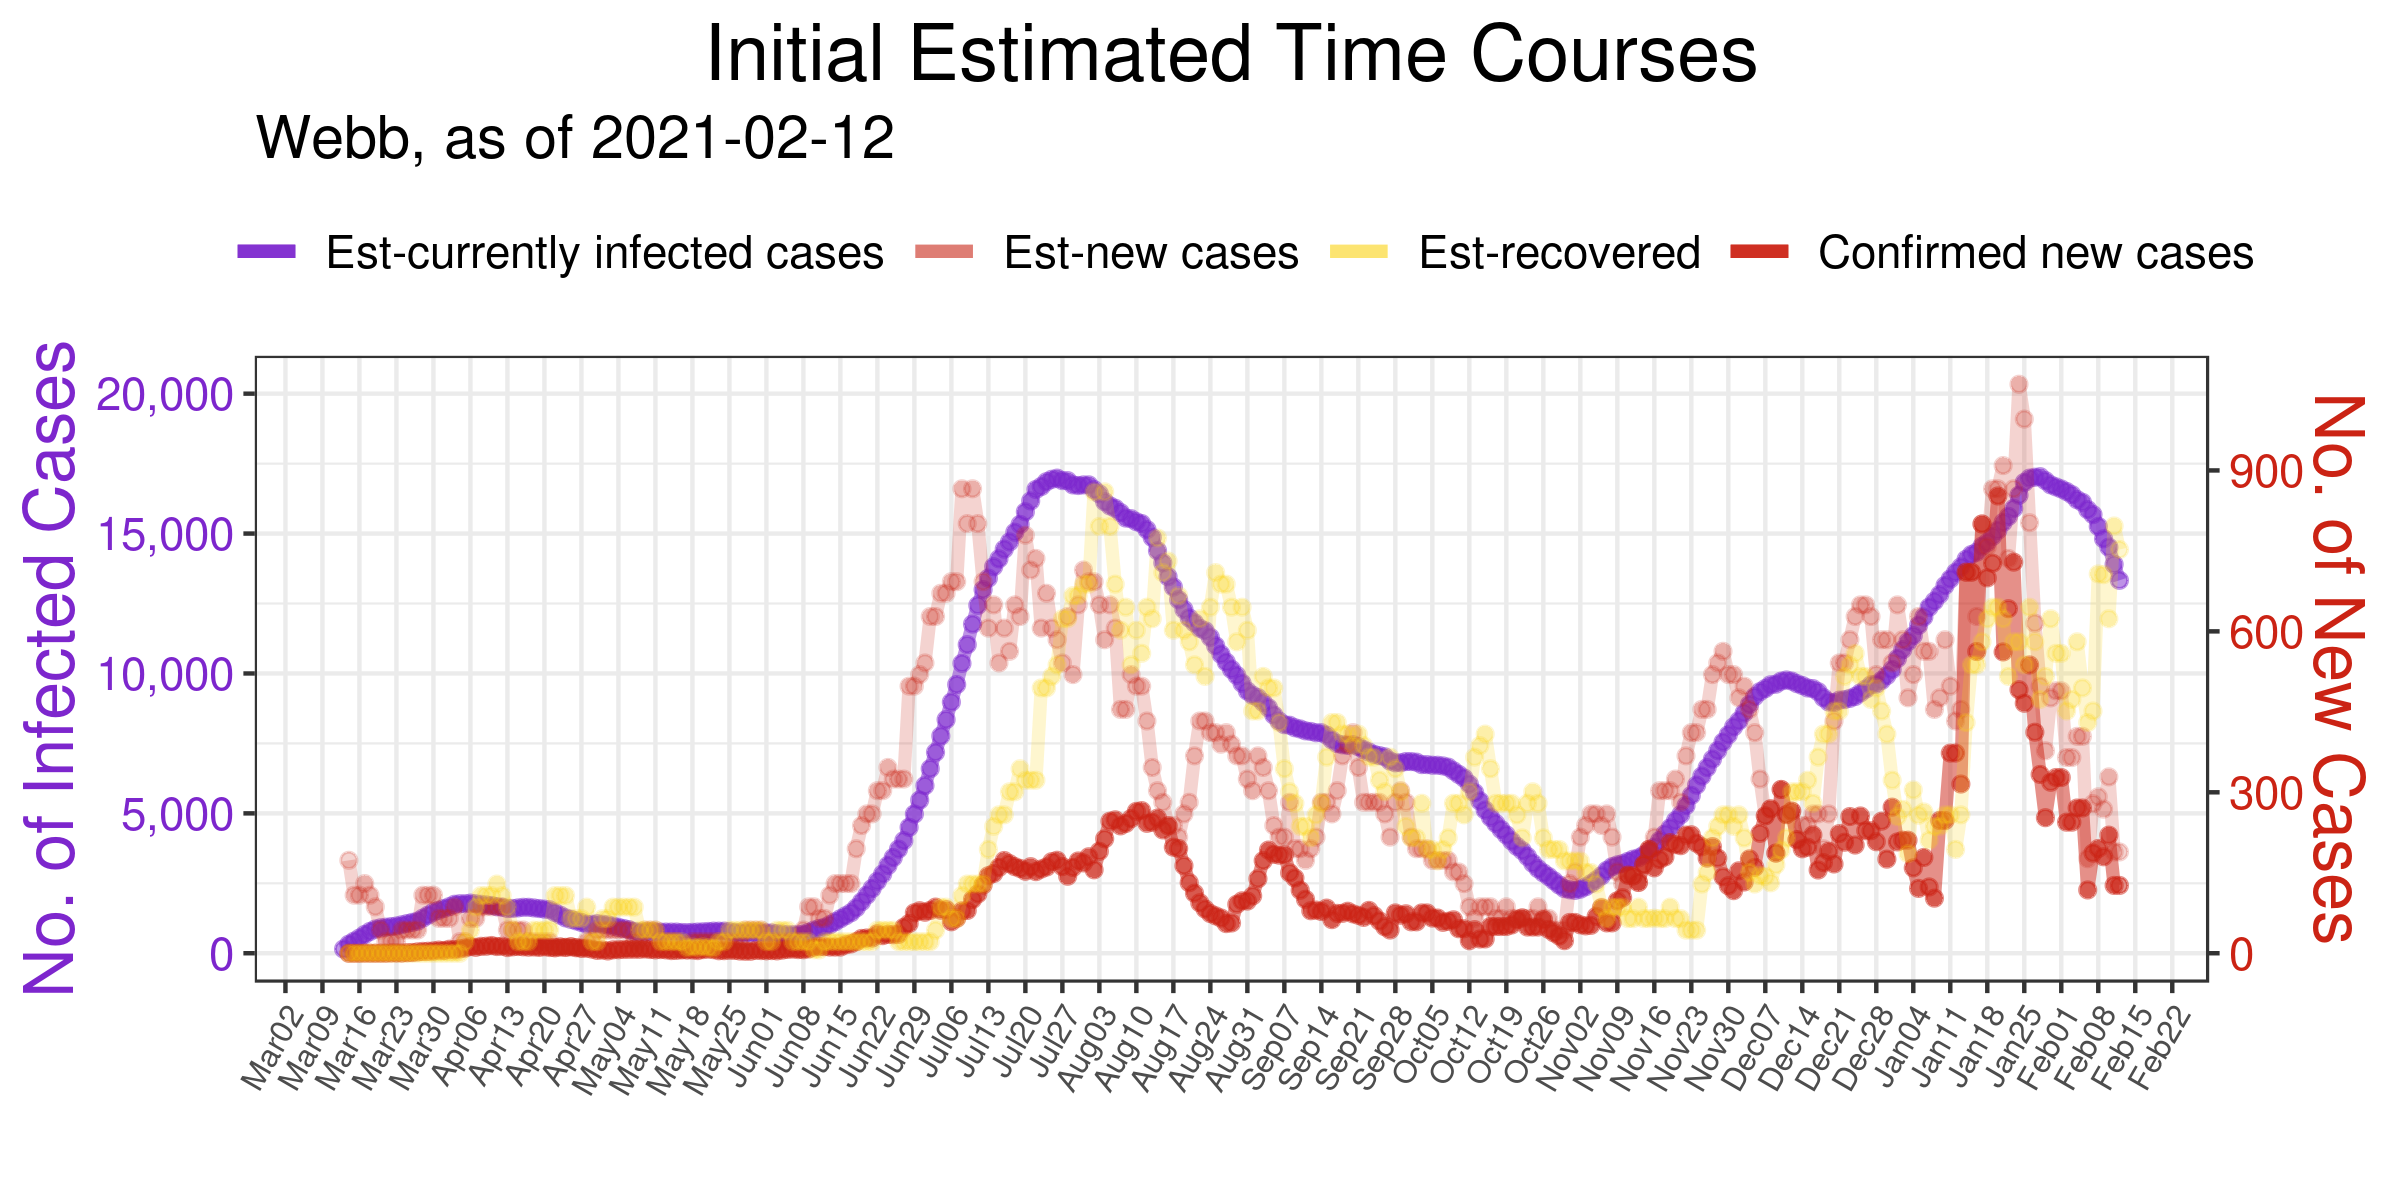 Initial Estimated Time Courses
Webb, as of 2021-02-12
Est-currently infected cases Est-new cases Est-recovered Confirmed new cases
No. of Infected Cases
20,000
15,000
10,000
5,000
0
No. of New Cases
900
600
300
0
Mar02 Mar09 Mar16 Mar23 Mar30 Apr06 Apr13 Apr20 Apr27 May04 May11 May18 May25 Jun01 Jun08 Jun15 Jun22 Jun29 Jul06 Jul13 Jul20 Jul27 Aug03 Aug10 Aug17 Aug24 Aug31 Sep07 Sep14 Sep21 Sep28 Oct05 Oct12 Oct19 Oct26 Nov02 Nov09 Nov16 Nov23 Nov30 Dec07 Dec14 Dec21 Dec28 Jan04 Jan11 Jan18 Jan25 Feb01 Feb08 Feb15 Feb22